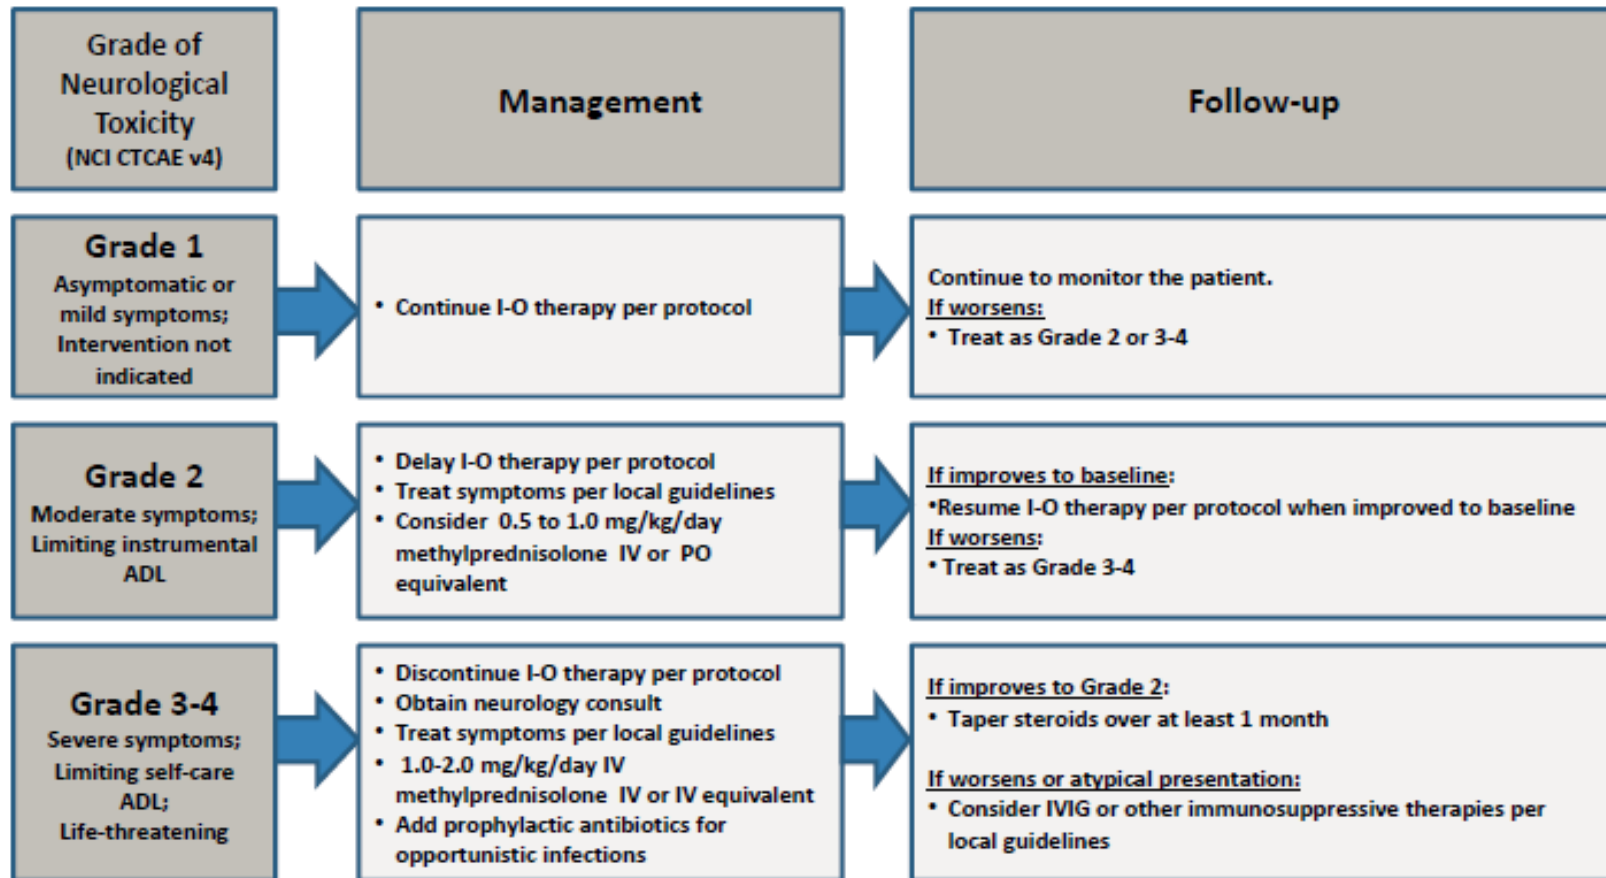 Grade of
Neurological
Toxicity
(NCI CTCAE v4)
Management
Follow-up
Grade 1
Asymptomatic or
mild symptoms;
Intervention not
indicated
• Continue I-O therapy per protocol
Continue to monitor the patient.
If worsens:
• Treat as Grade 2 or 3-4
Grade 2
Moderate symptoms;
Limiting instrumental
ADL
• Delay I-O therapy per protocol
• Treat symptoms per local guidelines
• Consider 0.5 to 1.0 mg/kg/day
methylprednisolone IV or PO
equivalent
If improves to baseline:
•Resume I-O therapy per protocol when improved to baseline
If worsens:
• Treat as Grade 3-4
Grade 3-4
Severe symptoms;
Limiting self-care
ADL;
Life-threatening
• Discontinue I-O therapy per protocol
• Obtain neurology consult
• Treat symptoms per local guidelines
• 1.0-2.0 mg/kg/day IV
methylprednisolone IV or IV equivalent
• Add prophylactic antibiotics for
opportunistic infections
If improves to Grade 2:
• Taper steroids over at least 1 month
If worsens or atypical presentation:
• Consider IVIG or other immunosuppressive therapies per
local guidelines